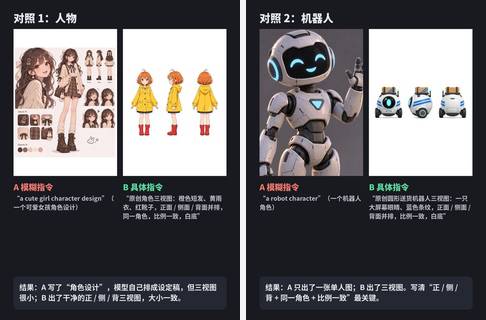 对照 1：人物
A 模糊指令
"a cute girl character design"（
一个可爱女孩角色设计）
B 具体指令
"原创角色三视图：橙色短发、黄雨
衣、红靴子，正面 / 侧面 / 背面并排，
同一角色，比例一致，白底"
结果：A 写了"角色设计"，模型自己排成设定稿，但三视图
很小；B 出了干净的正 / 侧 / 背三视图，大小一致。
对照 2：机器人
A 模糊指令
"a robot character"（一个机器人
角色）
B 具体指令
"原创圆形送货机器人三视图：一只
大屏幕眼睛、蓝色条纹，正面 / 侧面 /
背面并排，比例一致，白底"
结果：A 只出了一张单人图；B 出了三视图。写清"正 / 侧 /
背 + 同一角色 + 比例一致"最关键。